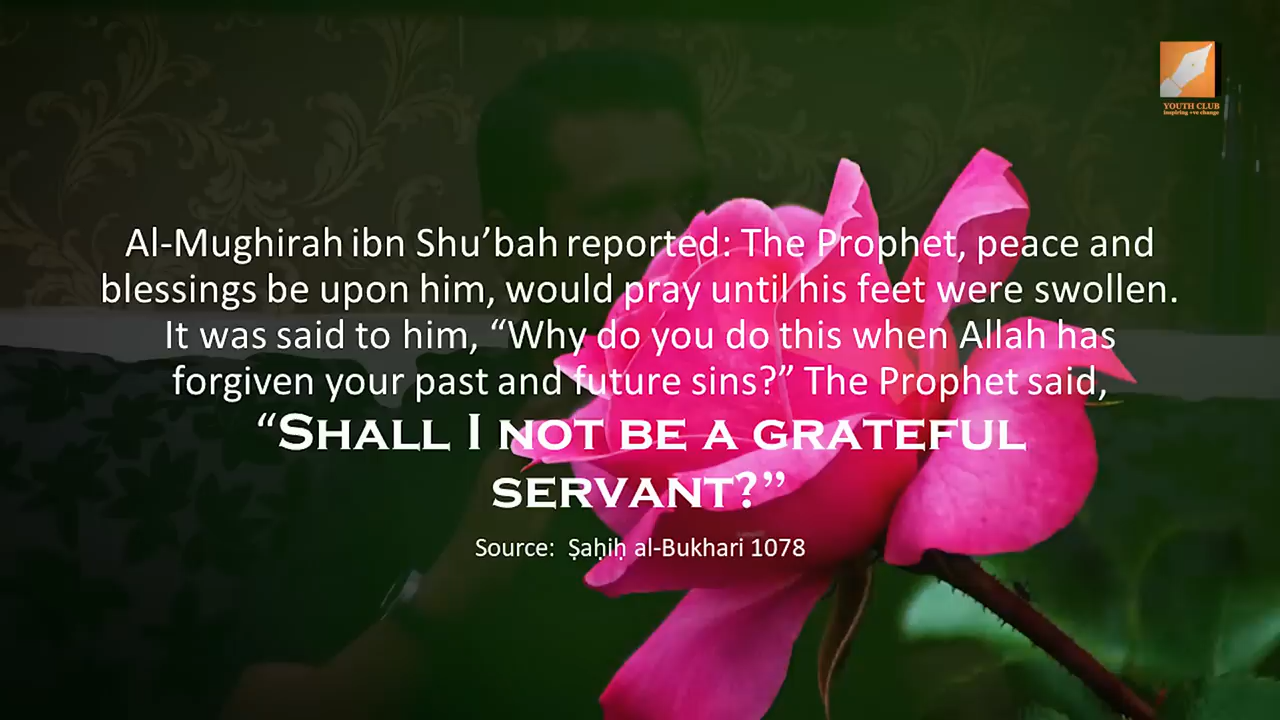 YOUTH CLUB
inspiring +ve change
Al-Mughirah ibn Shu’bah reported: The Prophet, peace and
blessings be upon him, would pray until his feet were swollen.
It was said to him, “Why do you do this when Allah has
forgiven your past and future sins?” The Prophet said,
“SHALL I NOT BE A GRATEFUL
SERVANT?”
Source: Ṣaḥiḥ al-Bukhari 1078